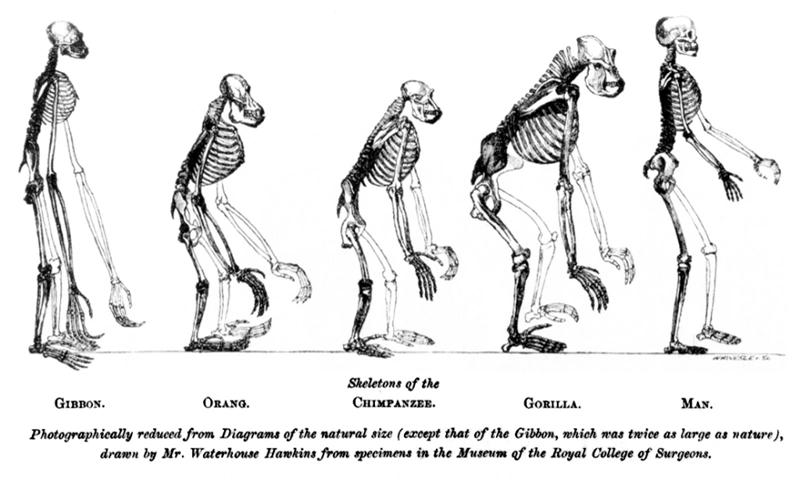 Skeletons of the
GIBBON. ORANG. CHIMPANZEE. GORILLA. MAN.
Photographically reduced from Diagrams of the natural size (except that of the Gibbon, which was twice as large as nature),
drawn by Mr. Waterhouse Hawkins from specimens in the Museum of the Royal College of Surgeons.